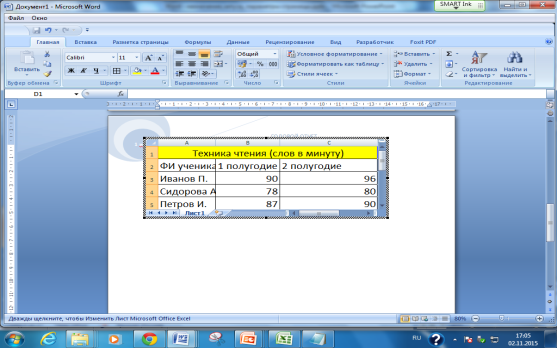 Документ1 - Microsoft Word
SMART Ink
Файл Окно
Главная Вставка Разметка страницы Формулы Данные Рецензирование Вид Разработчик Foxit PDF
Calibri 11 Общий Условное форматирование Вставить Σ
Вставить Ж К Ч % 000 Форматировать как таблицу Удалить Сортировка и фильтр Найти и выделить
Стили ячеек Формат
Буфер обмена Шрифт Выравнивание Число Стили Ячейки Редактирование
D1 fx
A B C
1 Техника чтения (слов в минуту)
2 ФИ ученика 1 полугодие 2 полугодие
3 Иванов П. 90 96
4 Сидорова А 78 80
5 Петров И. 87 90
Лист1
Дважды щелкните, чтобы Изменить Лист Microsoft Office Excel
80%
RU 17:05
02.11.2015